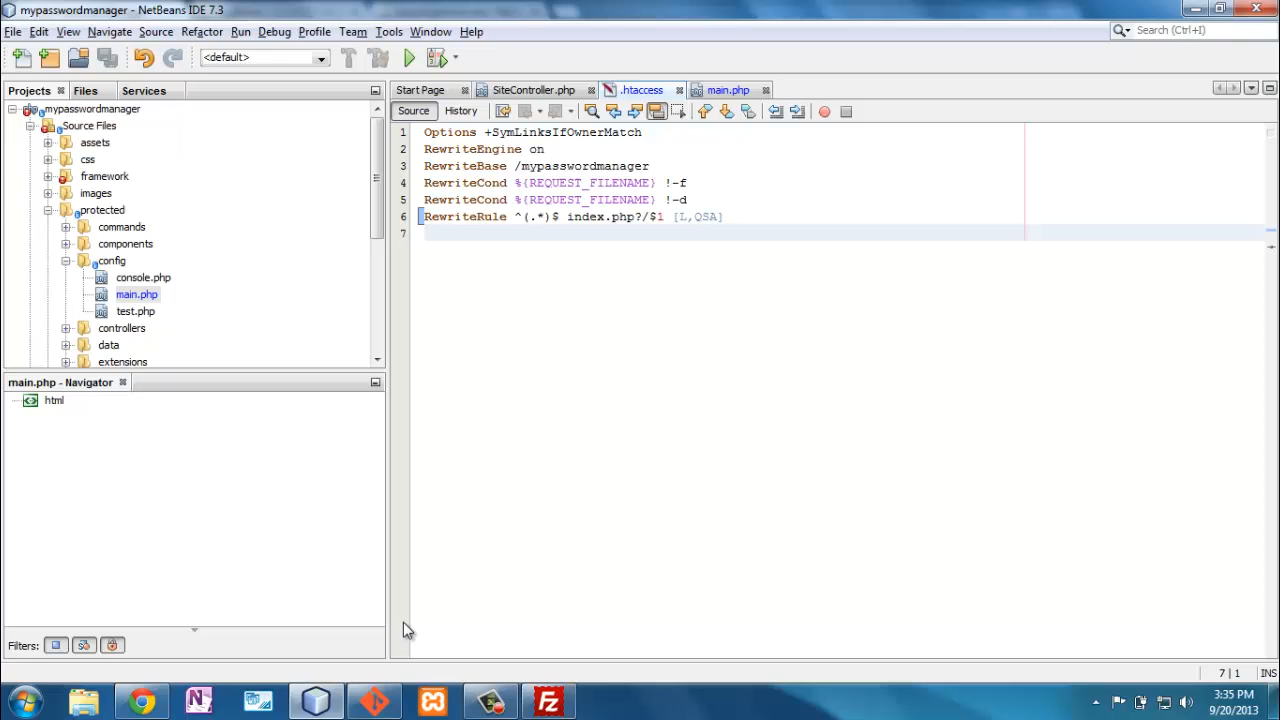 mypasswordmanager - NetBeans IDE 7.3
File Edit View Navigate Source Refactor Run Debug Profile Team Tools Window Help
Search (Ctrl+I)
<default>
Projects Files Services
Start Page SiteController.php .htaccess main.php
mypasswordmanager
Source Files
assets
css
framework
images
protected
commands
components
config
console.php
main.php
test.php
controllers
data
extensions
Source History
1 Options +SymLinksIfOwnerMatch
2 RewriteEngine on
3 RewriteBase /mypasswordmanager
4 RewriteCond %{REQUEST_FILENAME} !-f
5 RewriteCond %{REQUEST_FILENAME} !-d
6 RewriteRule ^(.*)$ index.php?/$1 [L,QSA]
7
main.php - Navigator
html
Filters:
7 | 1 INS
3:35 PM
9/20/2013